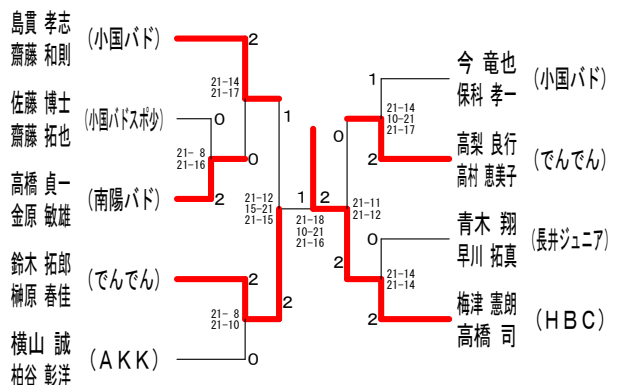 島貫 孝志
齋藤 和則
(小国バド)
佐藤 博士
齋藤 拓也
(小国バドスポ少)
高橋 貞一
金原 敏雄
(南陽バド)
鈴木 拓郎
榊原 春佳
(でんでん)
横山 誠
柏谷 彰洋
(AKK)
2
21-14
21-17
0
0
21- 8
21-16
2
1
21-12
15-21
21-15
2
21- 8
21-10
0
2
1
2
21-18
10-21
21-16
0
21-11
21-12
2
1
21-14
10-21
21-17
2
0
21-14
21-14
2
今 竜也
保科 孝一
(小国バド)
高梨 良行
高村 恵美子
(でんでん)
青木 翔
早川 拓真
(長井ジュニア)
梅津 憲朗
高橋 司
(HBC)